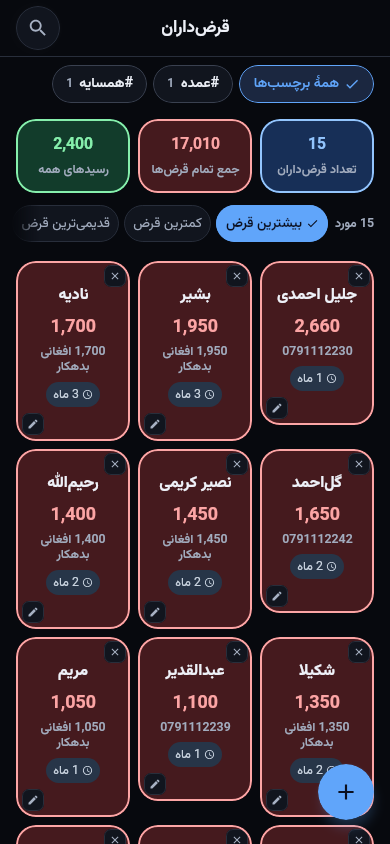 قرض‌داران
همهٔ برچسب‌ها
#عمده 1
#همسایه 1
15
تعداد قرض‌داران
17,010
جمع تمام قرض‌ها
2,400
رسیدهای همه
15 مورد
بیشترین قرض
کمترین قرض
قدیمی‌ترین قرض
جلیل احمدی
2,660
0791112230
1 ماه
بشیر
1,950
1,950 افغانی
بدهکار
3 ماه
نادیه
1,700
1,700 افغانی
بدهکار
3 ماه
گل‌احمد
1,650
0791112242
2 ماه
نصیر کریمی
1,450
1,450 افغانی
بدهکار
2 ماه
رحیم‌الله
1,400
1,400 افغانی
بدهکار
2 ماه
شکیلا
1,350
1,350 افغانی
بدهکار
2 ماه
عبدالقدیر
1,100
0791112239
1 ماه
مریم
1,050
1,050 افغانی
بدهکار
1 ماه